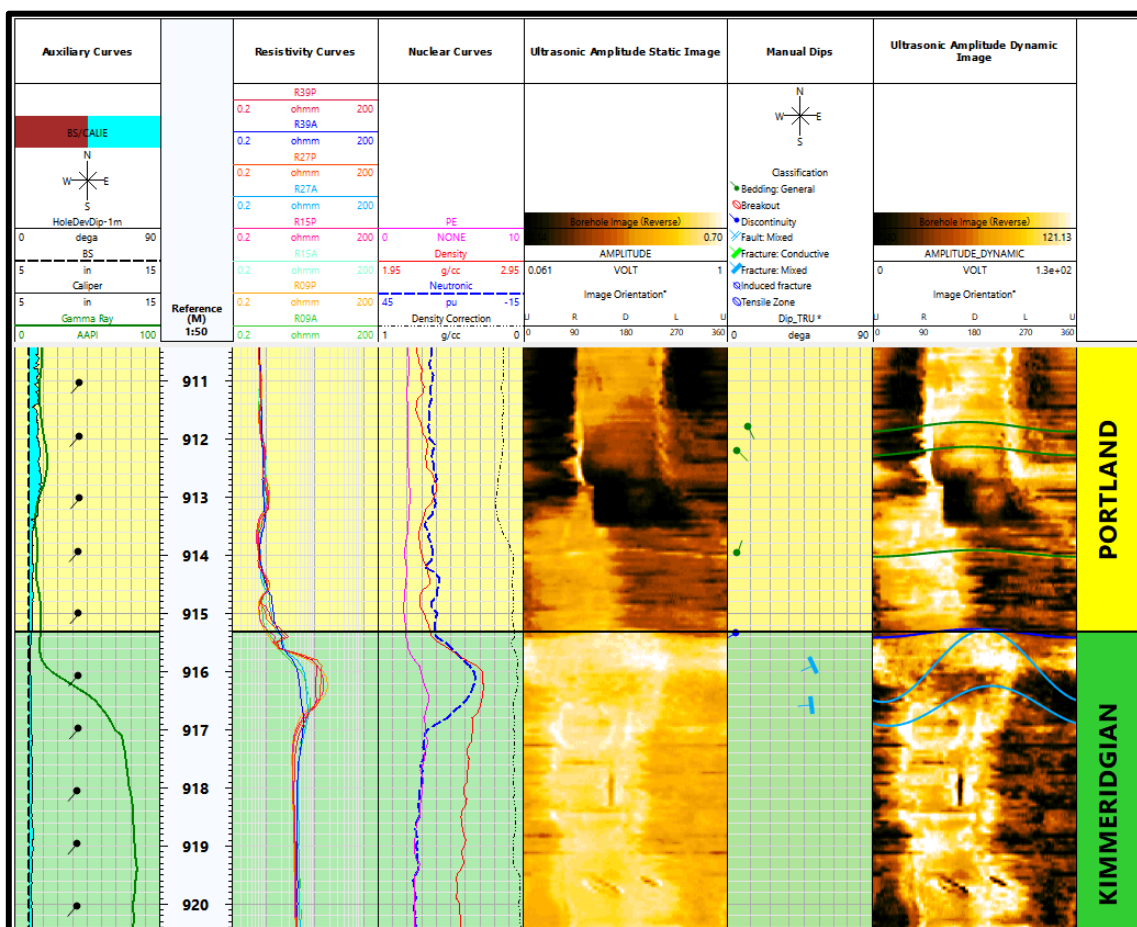 Auxiliary Curves
BS/CALIE
N
W E
S
HoleDevDip-1m
0 dega 90
BS
5 in 15
Caliper
5 in 15
Gamma Ray
0 AAPI 100
Reference
(M)
1:50
Resistivity Curves
R39P
0.2 ohmm 200
R39A
0.2 ohmm 200
R27P
0.2 ohmm 200
R27A
0.2 ohmm 200
R15P
0.2 ohmm 200
R15A
0.2 ohmm 200
R09P
0.2 ohmm 200
R09A
0.2 ohmm 200
Nuclear Curves
PE
0 NONE 10
Density
1.95 g/cc 2.95
Neutronic
45 pu -15
Density Correction
1 g/cc 0
Ultrasonic Amplitude Static Image
Borehole Image (Reverse)
0.70
AMPLITUDE
0.061 VOLT 1
Image Orientation*
U R D L U
0 90 180 270 360
Manual Dips
N
W E
S
Classification
Bedding: General
Breakout
Discontinuity
Fault: Mixed
Fracture: Conductive
Fracture: Mixed
Induced fracture
Tensile Zone
Dip_TRU *
0 dega 90
Ultrasonic Amplitude Dynamic
Image
Borehole Image (Reverse)
121.13
AMPLITUDE_DYNAMIC
0 VOLT 1.3e+02
Image Orientation*
U R D L U
0 90 180 270 360
911
912
913
914
915
916
917
918
919
920
PORTLAND
KIMMERIDGIAN